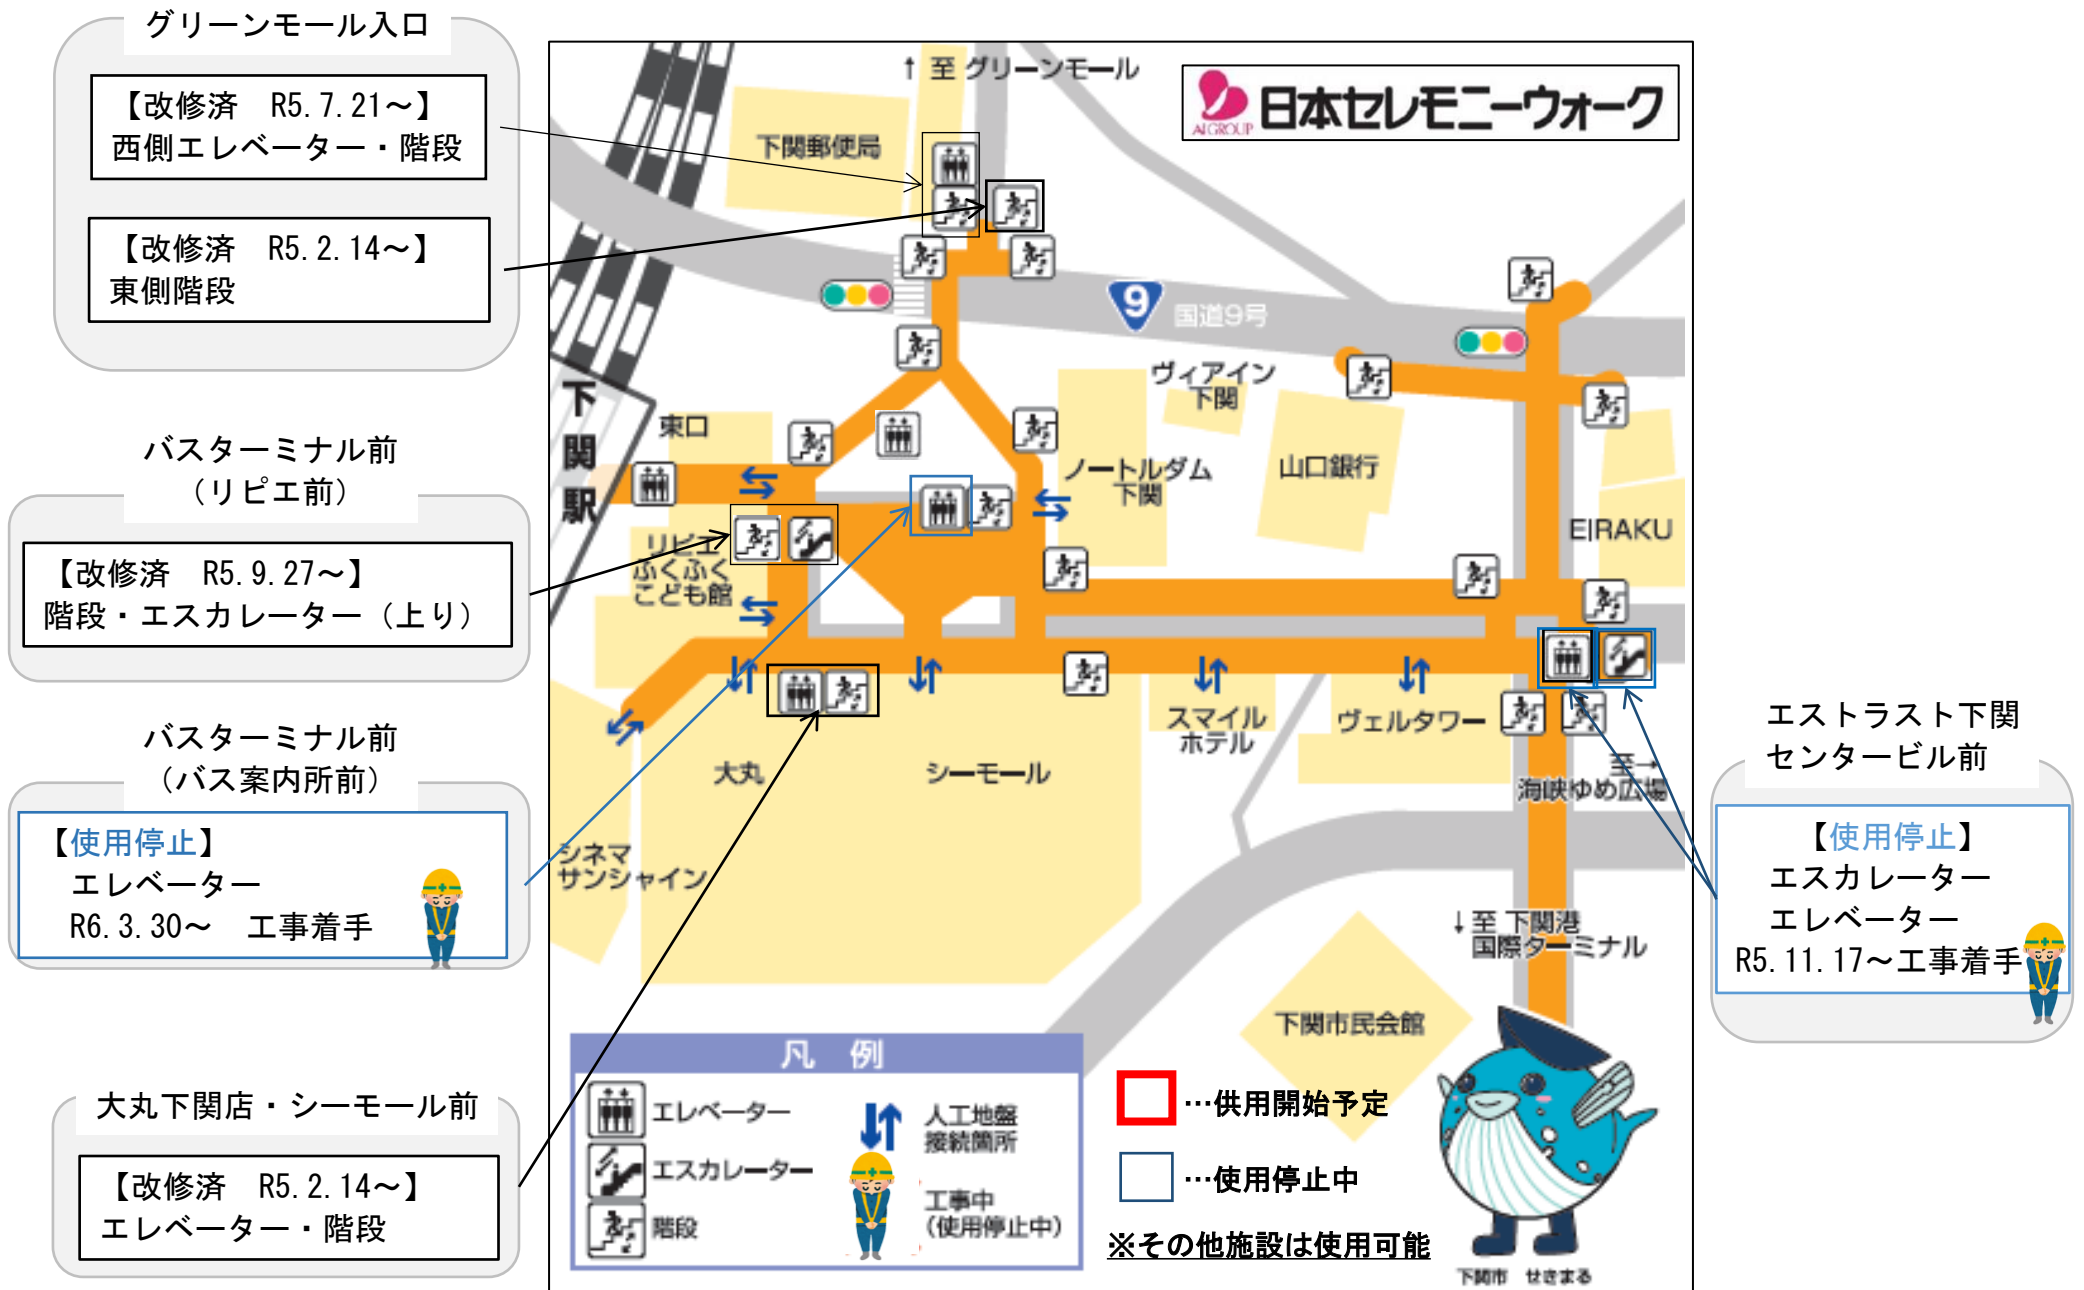 グリーンモール入口
【改修済　R5.7.21～】
西側エレベーター・階段
【改修済　R5.2.14～】
東側階段
バスターミナル前
（リピエ前）
【改修済　R5.9.27～】
階段・エスカレーター（上り）
バスターミナル前
（バス案内所前）
【使用停止】
エレベーター
R6.3.30～　工事着手
大丸下関店・シーモール前
【改修済　R5.2.14～】
エレベーター・階段
↑ 至 グリーンモール
AI GROUP
日本セレモニーウォーク
下関郵便局
9
国道9号
下関駅
東口
ヴィアイン
下関
ノートルダム
下関
山口銀行
EIRAKU
リピエ
ふくふく
こども館
大丸
シーモール
スマイル
ホテル
ヴェルタワー
至→
海峡ゆめ広場
シネマ
サンシャイン
↓至 下関港
国際ターミナル
下関市民会館
エストラスト下関
センタービル前
【使用停止】
エスカレーター
エレベーター
R5.11.17～工事着手
凡 例
エレベーター
エスカレーター
階段
人工地盤
接続箇所
工事中
（使用停止中）
…供用開始予定
…使用停止中
※その他施設は使用可能
下関市　せきまる